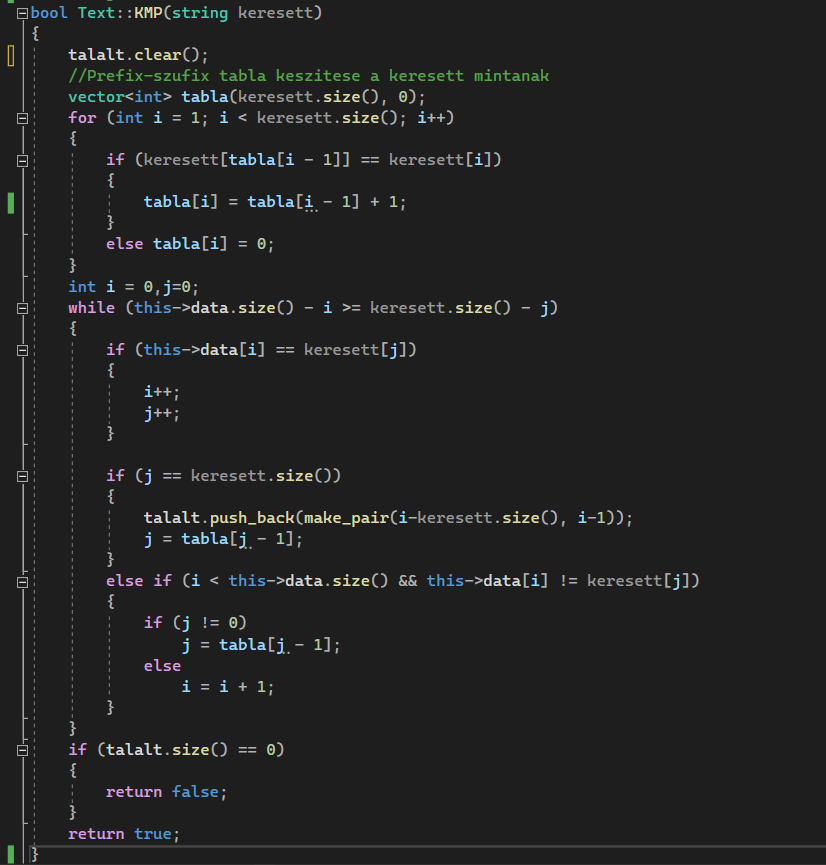 bool Text::KMP(string keresett)
{
    talalt.clear();
    //Prefix-szufix tabla keszitese a keresett mintanak
    vector<int> tabla(keresett.size(), 0);
    for (int i = 1; i < keresett.size(); i++)
    {
        if (keresett[tabla[i - 1]] == keresett[i])
        {
            tabla[i] = tabla[i - 1] + 1;
        }
        else tabla[i] = 0;
    }
    int i = 0,j=0;
    while (this->data.size() - i >= keresett.size() - j)
    {
        if (this->data[i] == keresett[j])
        {
            i++;
            j++;
        }

        if (j == keresett.size())
        {
            talalt.push_back(make_pair(i-keresett.size(), i-1));
            j = tabla[j - 1];
        }
        else if (i < this->data.size() && this->data[i] != keresett[j])
        {
            if (j != 0)
                j = tabla[j - 1];
            else
                i = i + 1;
        }
    }
    if (talalt.size() == 0)
    {
        return false;
    }
    return true;
}